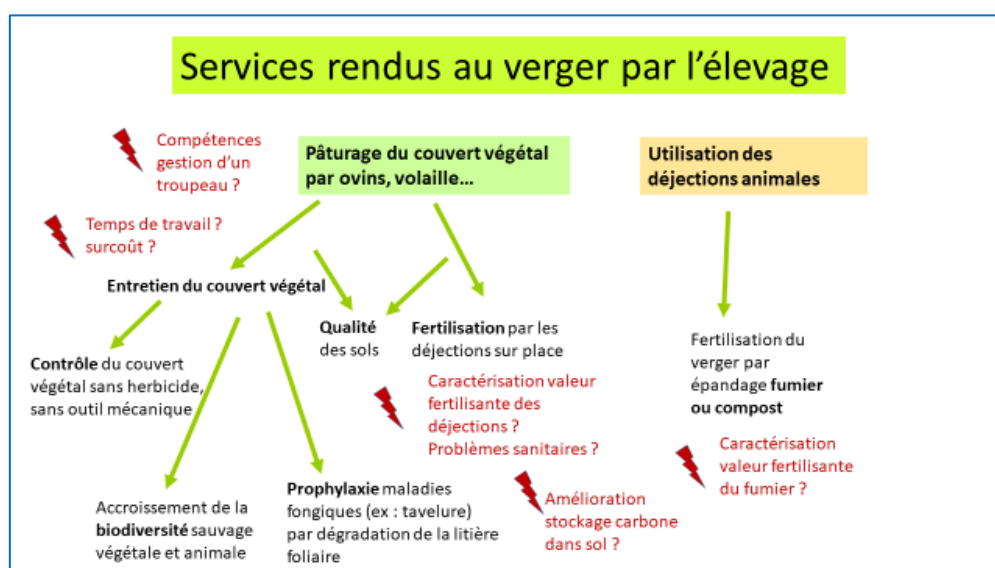 Services rendus au verger par l'élevage
Compétences
gestion d'un
troupeau ?
Pâturage du couvert végétal
par ovins, volaille...
Utilisation des
déjections animales
Temps de travail ?
surcoût ?
Entretien du couvert végétal
Qualité
des sols
Fertilisation par les
déjections sur place
Fertilisation du
verger par
épandage fumier
ou compost
Contrôle du couvert
végétal sans herbicide,
sans outil mécanique
Caractérisation valeur
fertilisante des
déjections ?
Problèmes sanitaires ?
Caractérisation
valeur fertilisante
du fumier ?
Accroissement de la
biodiversité sauvage
végétale et animale
Prophylaxie maladies
fongiques (ex : tavelure)
par dégradation de la litière
foliaire
Amélioration
stockage carbone
dans sol ?